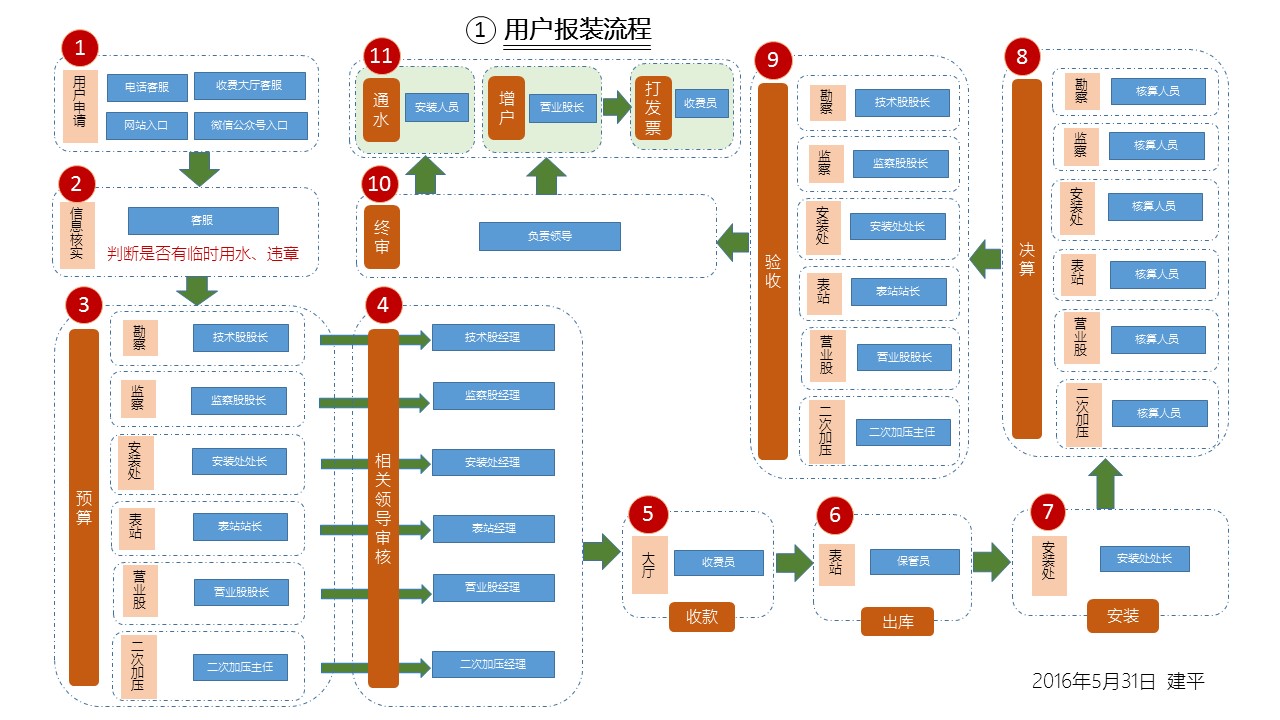 ① 用户报装流程
1
用户申请
电话客服
收费大厅客服
网站入口
微信公众号入口
2
信息核实
客服
判断是否有临时用水、违章
3
预算
勘察
技术股股长
监察
监察股股长
安装处
安装处处长
表站
表站站长
营业股
营业股股长
二次加压
二次加压主任
4
相关领导审核
技术股经理
监察股经理
安装处经理
表站经理
营业股经理
二次加压经理
5
大厅
收费员
收款
6
表站
保管员
出库
7
安装处
安装处处长
安装
8
决算
勘察
核算人员
监察
核算人员
安装处
核算人员
表站
核算人员
营业股
核算人员
二次加压
核算人员
9
验收
勘察
技术股股长
监察
监察股股长
安装处
安装处处长
表站
表站站长
营业股
营业股股长
二次加压
二次加压主任
10
终审
负责领导
11
通水
安装人员
增户
营业股长
打发票
收费员
2016年5月31日 建平